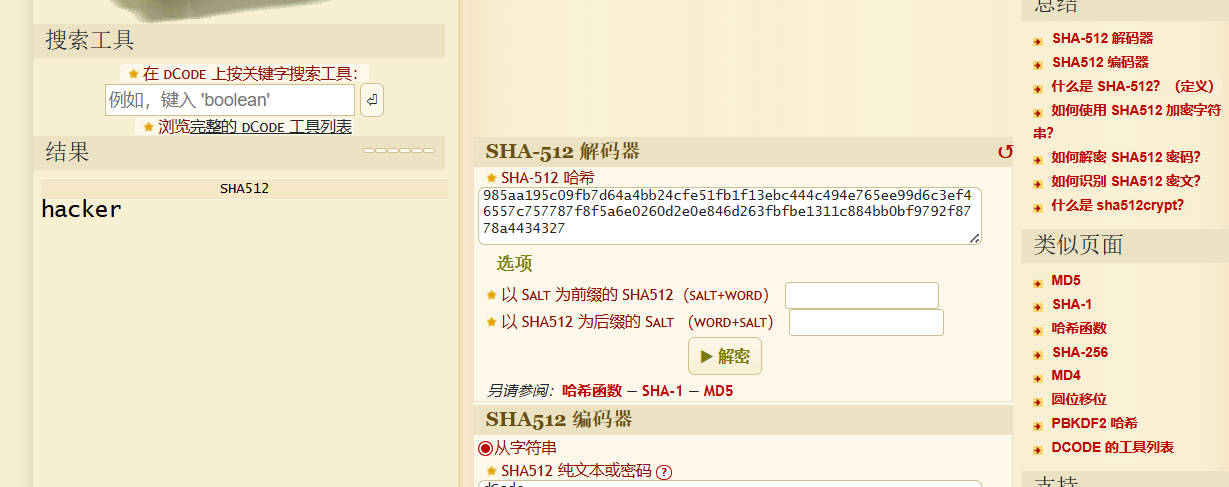 搜索工具
在 DCODE 上按关键字搜索工具：
例如，键入 'boolean'
浏览完整的 DCODE 工具列表
结果
SHA512
hacker
SHA-512 解码器
SHA-512 哈希
985aa195c09fb7d64a4bb24cfe51fb1f13ebc444c494e765ee99d6c3ef4
6557c757787f8f5a6e0260d2e0e846d263fbfbe1311c884bb0bf9792f87
78a4434327
选项
以 SALT 为前缀的 SHA512（SALT+WORD）
以 SHA512 为后缀的 SALT （WORD+SALT）
解密
另请参阅：哈希函数 — SHA-1 — MD5
SHA512 编码器
从字符串
SHA512 纯文本或密码 ?
dCode
总结
SHA-512 解码器
SHA512 编码器
什么是 SHA-512？（定义）
如何使用 SHA512 加密字符
串？
如何解密 SHA512 密码？
如何识别 SHA512 密文？
什么是 sha512crypt？
类似页面
MD5
SHA-1
哈希函数
SHA-256
MD4
圆位移位
PBKDF2 哈希
DCODE 的工具列表
支持